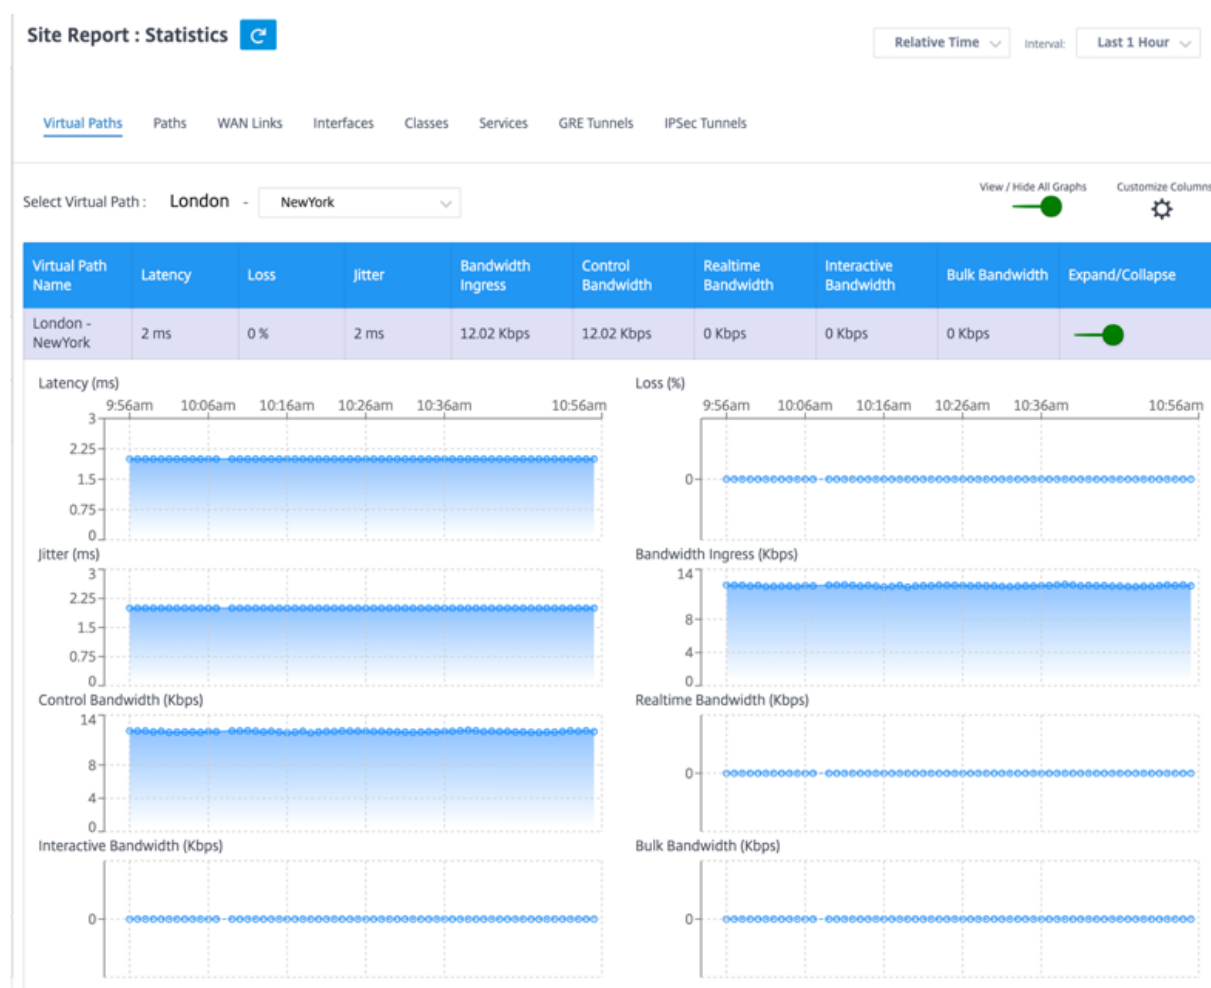 Site Report : Statistics
Relative Time
Interval:
Last 1 Hour
Virtual Paths
Paths
WAN Links
Interfaces
Classes
Services
GRE Tunnels
IPSec Tunnels
Select Virtual Path :
London
-
NewYork
View / Hide All Graphs
Customize Columns
Virtual Path
Name
Latency
Loss
Jitter
Bandwidth
Ingress
Control
Bandwidth
Realtime
Bandwidth
Interactive
Bandwidth
Bulk Bandwidth
Expand/Collapse
London -
NewYork
2 ms
0 %
2 ms
12.02 Kbps
12.02 Kbps
0 Kbps
0 Kbps
0 Kbps
Latency (ms)
9:56am 10:06am 10:16am 10:26am 10:36am 10:56am
3
2.25
1.5
0.75
0
Loss (%)
9:56am 10:06am 10:16am 10:26am 10:36am 10:56am
0
Jitter (ms)
3
2.25
1.5
0.75
0
Bandwidth Ingress (Kbps)
14
8
4
0
Control Bandwidth (Kbps)
14
8
4
0
Realtime Bandwidth (Kbps)
0
Interactive Bandwidth (Kbps)
0
Bulk Bandwidth (Kbps)
0